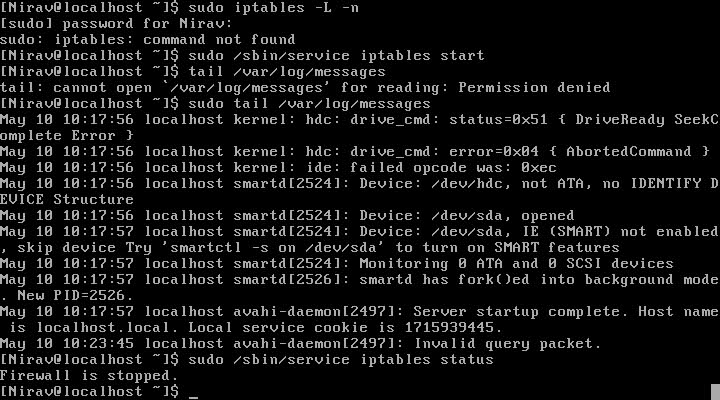 [Nirav@localhost ~]$ sudo iptables -L -n
[sudo] password for Nirav:
sudo: iptables: command not found
[Nirav@localhost ~]$ sudo /sbin/service iptables start
[Nirav@localhost ~]$ tail /var/log/messages
tail: cannot open `/var/log/messages' for reading: Permission denied
[Nirav@localhost ~]$ sudo tail /var/log/messages
May 10 10:17:56 localhost kernel: hdc: drive_cmd: status=0x51 { DriveReady SeekC
omplete Error }
May 10 10:17:56 localhost kernel: hdc: drive_cmd: error=0x04 { AbortedCommand }
May 10 10:17:56 localhost kernel: ide: failed opcode was: 0xec
May 10 10:17:56 localhost smartd[2524]: Device: /dev/hdc, not ATA, no IDENTIFY D
EVICE Structure
May 10 10:17:56 localhost smartd[2524]: Device: /dev/sda, opened
May 10 10:17:57 localhost smartd[2524]: Device: /dev/sda, IE (SMART) not enabled
, skip device Try 'smartctl -s on /dev/sda' to turn on SMART features
May 10 10:17:57 localhost smartd[2524]: Monitoring 0 ATA and 0 SCSI devices
May 10 10:17:57 localhost smartd[2526]: smartd has fork()ed into background mode
. New PID=2526.
May 10 10:17:57 localhost avahi-daemon[2497]: Server startup complete. Host name
 is localhost.local. Local service cookie is 1715939445.
May 10 10:23:45 localhost avahi-daemon[2497]: Invalid query packet.
[Nirav@localhost ~]$ sudo /sbin/service iptables status
Firewall is stopped.
[Nirav@localhost ~]$ _